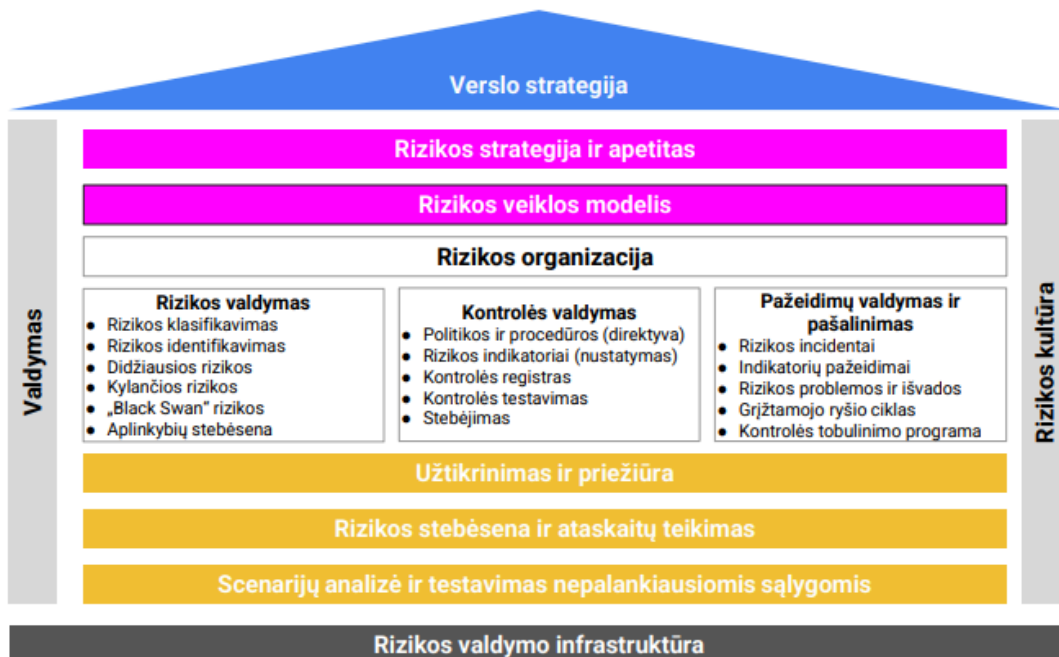 Verslo strategija
Valdymas
Rizikos strategija ir apetitas
Rizikos veiklos modelis
Rizikos organizacija
Rizikos valdymas
● Rizikos klasifikavimas
● Rizikos identifikavimas
● Didžiausios rizikos
● Kylančios rizikos
● „Black Swan” rizikos
● Aplinkybių stebėsena
Kontrolės valdymas
● Politikos ir procedūros (direktyva)
● Rizikos indikatoriai (nustatymas)
● Kontrolės registras
● Kontrolės testavimas
● Stebėjimas
Pažeidimų valdymas ir
pašalinimas
● Rizikos incidentai
● Indikatorių pažeidimai
● Rizikos problemos ir išvados
● Grįžtamojo ryšio ciklas
● Kontrolės tobulinimo programa
Užtikrinimas ir priežiūra
Rizikos stebėsena ir ataskaitų teikimas
Scenarijų analizė ir testavimas nepalankiausiomis sąlygomis
Rizikos kultūra
Rizikos valdymo infrastruktūra